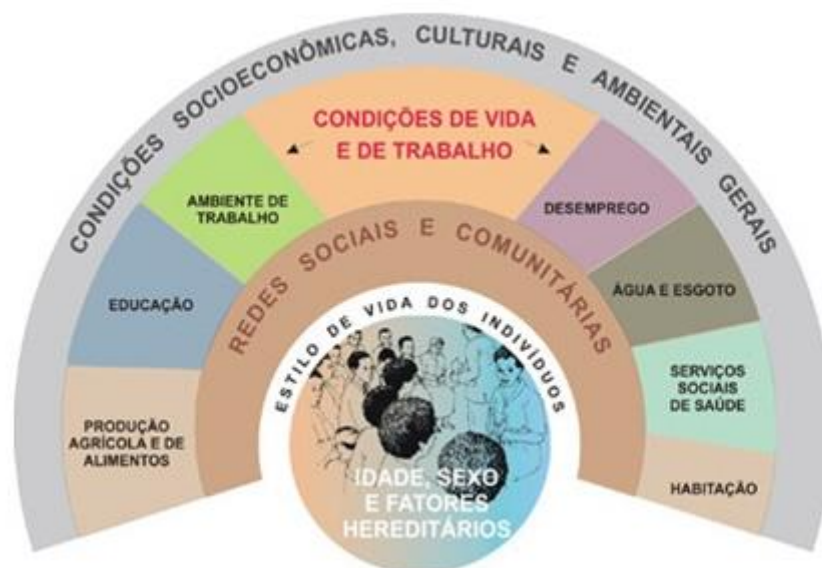 CONDIÇÕES SOCIOECONÔMICAS, CULTURAIS E AMBIENTAIS GERAIS
CONDIÇÕES DE VIDA
E DE TRABALHO
AMBIENTE DE
TRABALHO
DESEMPREGO
EDUCAÇÃO
ÁGUA E ESGOTO
PRODUÇÃO
AGRÍCOLA E DE
ALIMENTOS
SERVIÇOS
SOCIAIS
DE SAÚDE
HABITAÇÃO
REDES SOCIAIS E COMUNITÁRIAS
ESTILO DE VIDA DOS INDIVÍDUOS
IDADE, SEXO
E FATORES
HEREDITÁRIOS